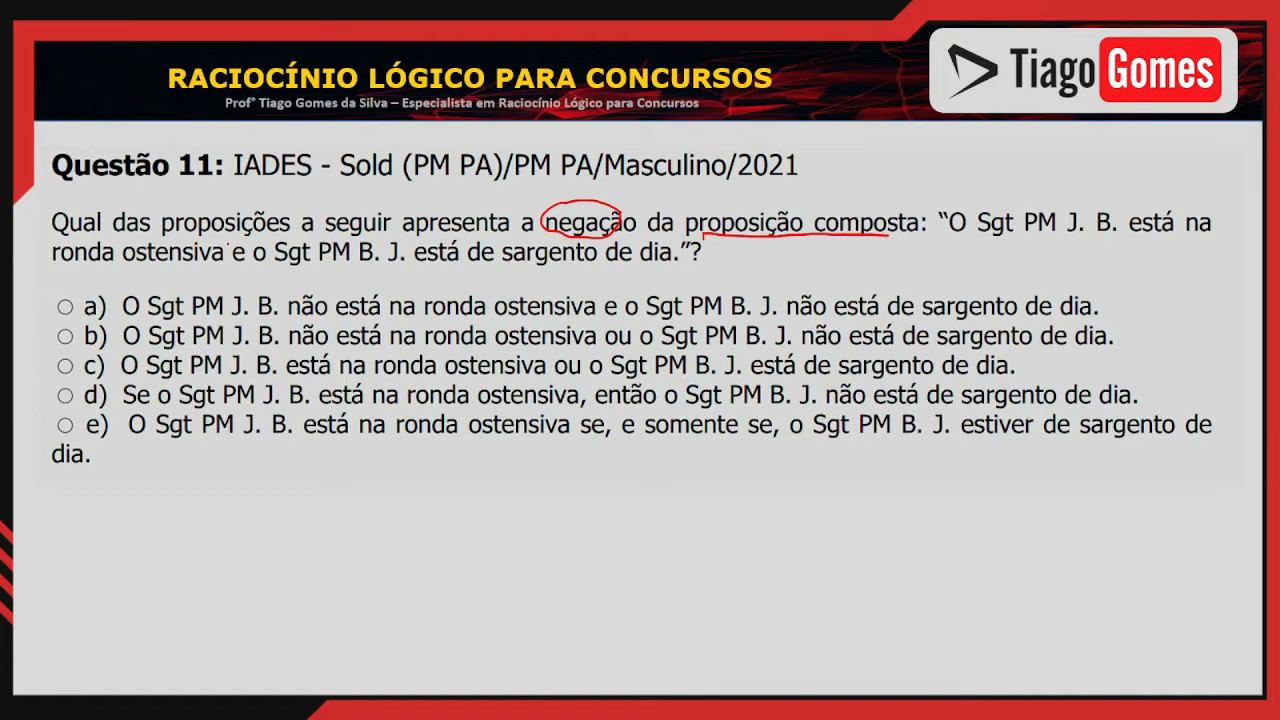 RACIOCÍNIO LÓGICO PARA CONCURSOS
Prof° Tiago Gomes da Silva – Especialista em Raciocínio Lógico para Concursos
Tiago Gomes
Questão 11: IADES - Sold (PM PA)/PM PA/Masculino/2021
Qual das proposições a seguir apresenta a negação da proposição composta: “O Sgt PM J. B. está na
ronda ostensiva e o Sgt PM B. J. está de sargento de dia.”?
a) O Sgt PM J. B. não está na ronda ostensiva e o Sgt PM B. J. não está de sargento de dia.
b) O Sgt PM J. B. não está na ronda ostensiva ou o Sgt PM B. J. não está de sargento de dia.
c) O Sgt PM J. B. está na ronda ostensiva ou o Sgt PM B. J. está de sargento de dia.
d) Se o Sgt PM J. B. está na ronda ostensiva, então o Sgt PM B. J. não está de sargento de dia.
e) O Sgt PM J. B. está na ronda ostensiva se, e somente se, o Sgt PM B. J. estiver de sargento de
dia.